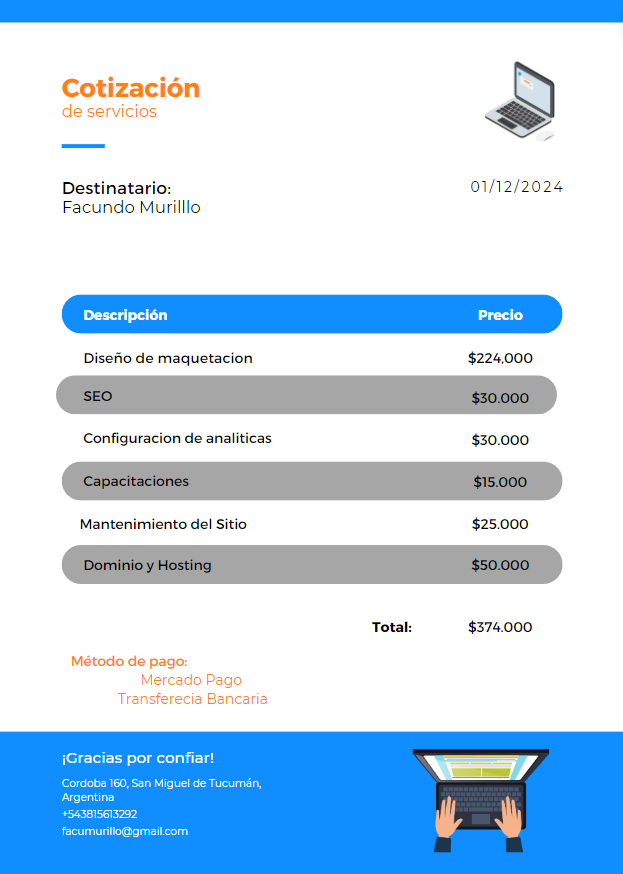 Cotización
de servicios
Destinatario:
Facundo Murilllo
01/12/2024
Descripción Precio
Diseño de maquetacion $224,000
SEO $30.000
Configuracion de analiticas $30.000
Capacitaciones $15.000
Mantenimiento del Sitio $25.000
Dominio y Hosting $50.000
Total: $374.000
Método de pago:
Mercado Pago
Transferecia Bancaria
¡Gracias por confiar!
Cordoba 160, San Miguel de Tucumán,
Argentina
+543815613292
facumurillo@gmail.com